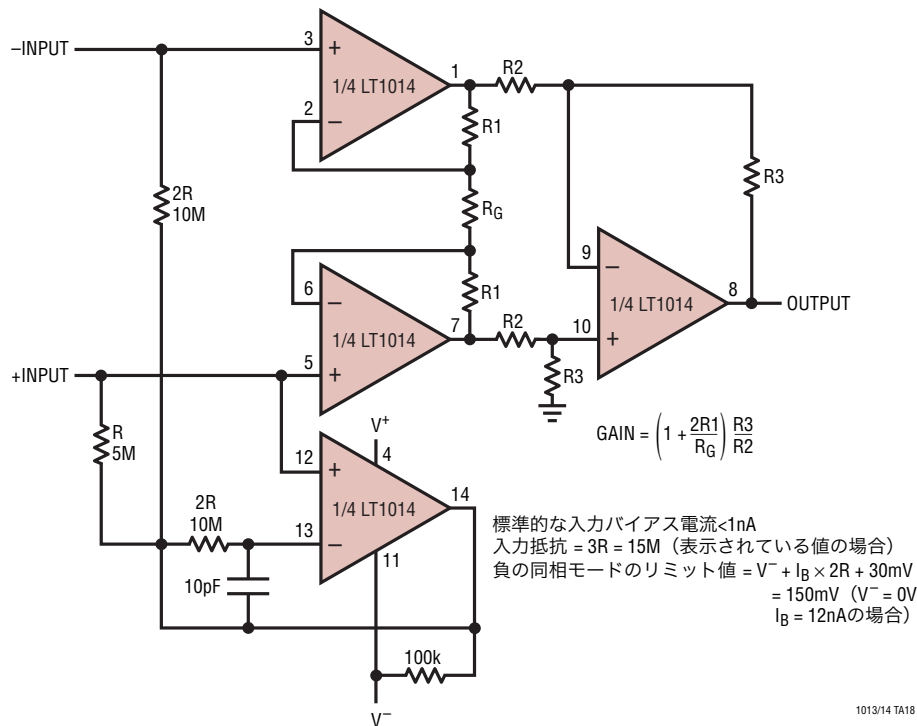 –INPUT
3
+
1/4 LT1014
2
–
1
R2
R1
R3
2R
10M
RG
9
–
1/4 LT1014
8
OUTPUT
6
–
1/4 LT1014
R1
7
R2
10
+
+INPUT
5
+
R3
R
5M
V+
4
12
+
1/4 LT1014
14
2R
10M
13
–
11
10pF
100k
V–
GAIN = (1 + 2R1/RG) R3/R2
標準的な入力バイアス電流<1nA
入力抵抗 = 3R = 15M（表示されている値の場合）
負の同相モードのリミット値 = V– + IB × 2R + 30mV
= 150mV（V– = 0V
IB = 12nAの場合）
1013/14 TA18